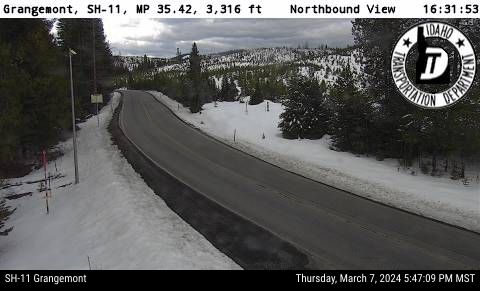 Grangemont, SH-11, MP 35.42, 3,316 ft Northbound View 16:31:53
IDAHO
TRANSPORTATION DEPARTMENT
SH-11 Grangemont Thursday, March 7, 2024 5:47:09 PM MST